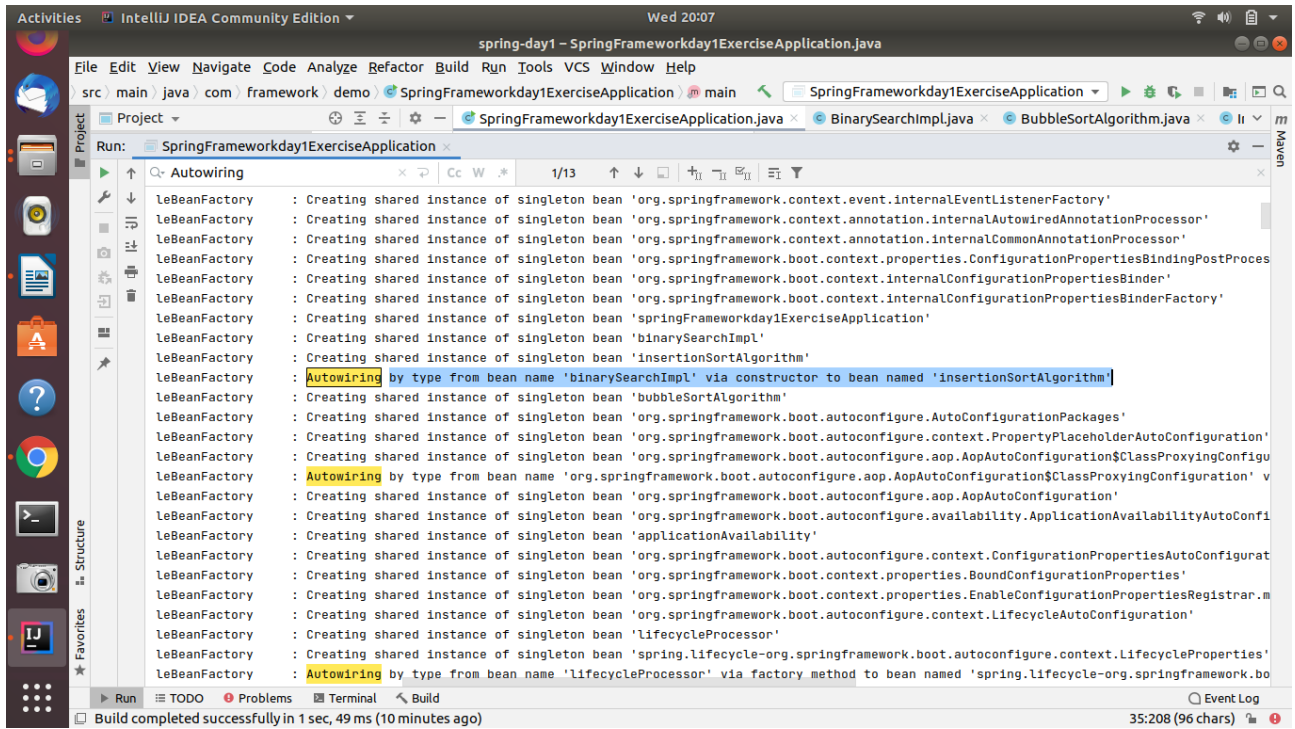 Activities IntelliJ IDEA Community Edition Wed 20:07
spring-day1 – SpringFrameworkday1ExerciseApplication.java
File Edit View Navigate Code Analyze Refactor Build Run Tools VCS Window Help
src main java com framework demo SpringFrameworkday1ExerciseApplication main SpringFrameworkday1ExerciseApplication
Project Project SpringFrameworkday1ExerciseApplication.java BinarySearchImpl.java BubbleSortAlgorithm.java Maven
Run: SpringFrameworkday1ExerciseApplication
Autowiring Cc W .* 1/13
leBeanFactory : Creating shared instance of singleton bean 'org.springframework.context.event.internalEventListenerFactory'
leBeanFactory : Creating shared instance of singleton bean 'org.springframework.context.annotation.internalAutowiredAnnotationProcessor'
leBeanFactory : Creating shared instance of singleton bean 'org.springframework.context.annotation.internalCommonAnnotationProcessor'
leBeanFactory : Creating shared instance of singleton bean 'org.springframework.boot.context.properties.ConfigurationPropertiesBindingPostProces
leBeanFactory : Creating shared instance of singleton bean 'org.springframework.boot.context.internalConfigurationPropertiesBinder'
leBeanFactory : Creating shared instance of singleton bean 'org.springframework.boot.context.internalConfigurationPropertiesBinderFactory'
leBeanFactory : Creating shared instance of singleton bean 'springFrameworkday1ExerciseApplication'
leBeanFactory : Creating shared instance of singleton bean 'binarySearchImpl'
leBeanFactory : Creating shared instance of singleton bean 'insertionSortAlgorithm'
leBeanFactory : Autowiring by type from bean name 'binarySearchImpl' via constructor to bean named 'insertionSortAlgorithm'
leBeanFactory : Creating shared instance of singleton bean 'bubbleSortAlgorithm'
leBeanFactory : Creating shared instance of singleton bean 'org.springframework.boot.autoconfigure.AutoConfigurationPackages'
leBeanFactory : Creating shared instance of singleton bean 'org.springframework.boot.autoconfigure.context.PropertyPlaceholderAutoConfiguration'
leBeanFactory : Creating shared instance of singleton bean 'org.springframework.boot.autoconfigure.aop.AopAutoConfiguration$ClassProxyingConfigu
leBeanFactory : Autowiring by type from bean name 'org.springframework.boot.autoconfigure.aop.AopAutoConfiguration$ClassProxyingConfiguration' v
leBeanFactory : Creating shared instance of singleton bean 'org.springframework.boot.autoconfigure.aop.AopAutoConfiguration'
leBeanFactory : Creating shared instance of singleton bean 'org.springframework.boot.autoconfigure.availability.ApplicationAvailabilityAutoConfi
leBeanFactory : Creating shared instance of singleton bean 'applicationAvailability'
leBeanFactory : Creating shared instance of singleton bean 'org.springframework.boot.autoconfigure.context.ConfigurationPropertiesAutoConfigurat
leBeanFactory : Creating shared instance of singleton bean 'org.springframework.boot.context.properties.BoundConfigurationProperties'
leBeanFactory : Creating shared instance of singleton bean 'org.springframework.boot.context.properties.EnableConfigurationPropertiesRegistrar.m
leBeanFactory : Creating shared instance of singleton bean 'org.springframework.boot.autoconfigure.context.LifecycleAutoConfiguration'
leBeanFactory : Creating shared instance of singleton bean 'lifecycleProcessor'
leBeanFactory : Creating shared instance of singleton bean 'spring.lifecycle-org.springframework.boot.autoconfigure.context.LifecycleProperties'
leBeanFactory : Autowiring by type from bean name 'lifecycleProcessor' via factory method to bean named 'spring.lifecycle-org.springframework.bo
Structure
Favorites
Run TODO Problems Terminal Build Event Log
Build completed successfully in 1 sec, 49 ms (10 minutes ago) 35:208 (96 chars)